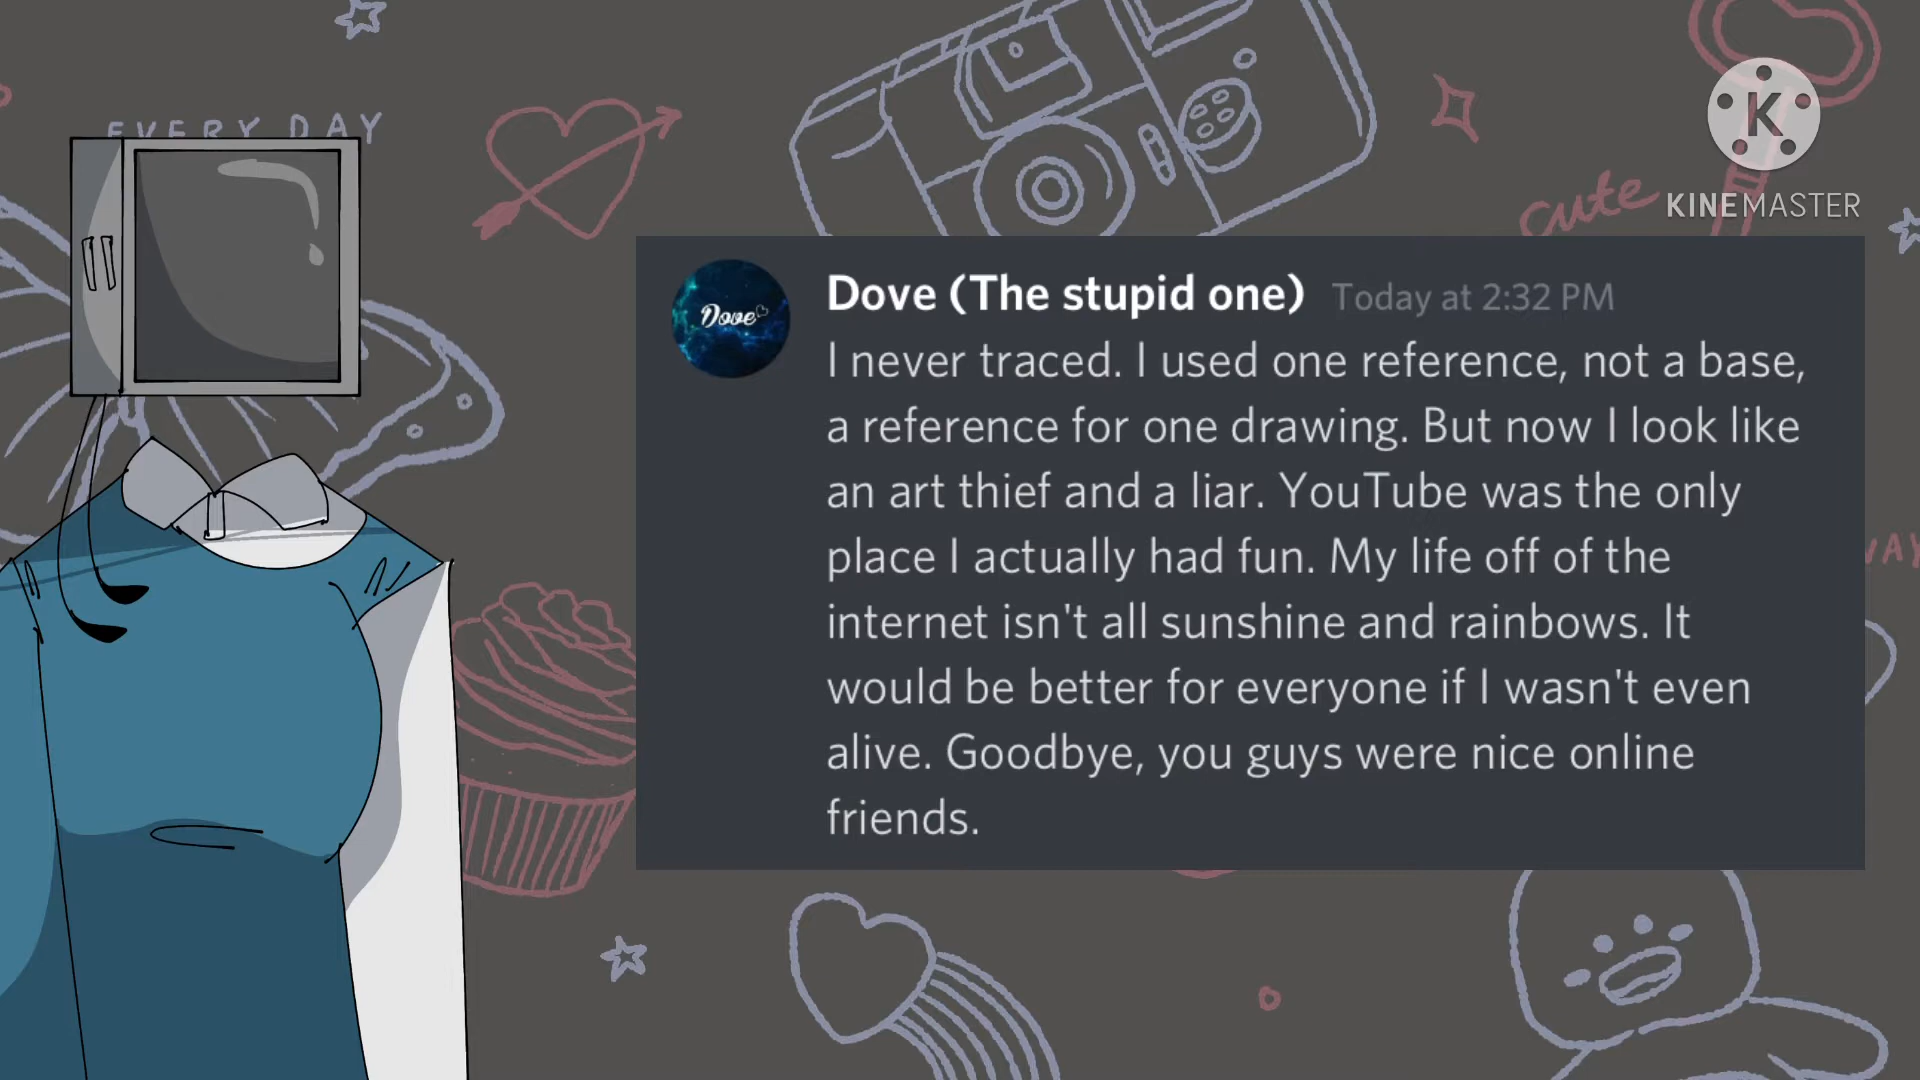 EVERY DAY
K
KINEMASTER
cute
Dove
Dove (The stupid one) Today at 2:32 PM
I never traced. I used one reference, not a base,
a reference for one drawing. But now I look like
an art thief and a liar. YouTube was the only
place I actually had fun. My life off of the
internet isn't all sunshine and rainbows. It
would be better for everyone if I wasn't even
alive. Goodbye, you guys were nice online
friends.